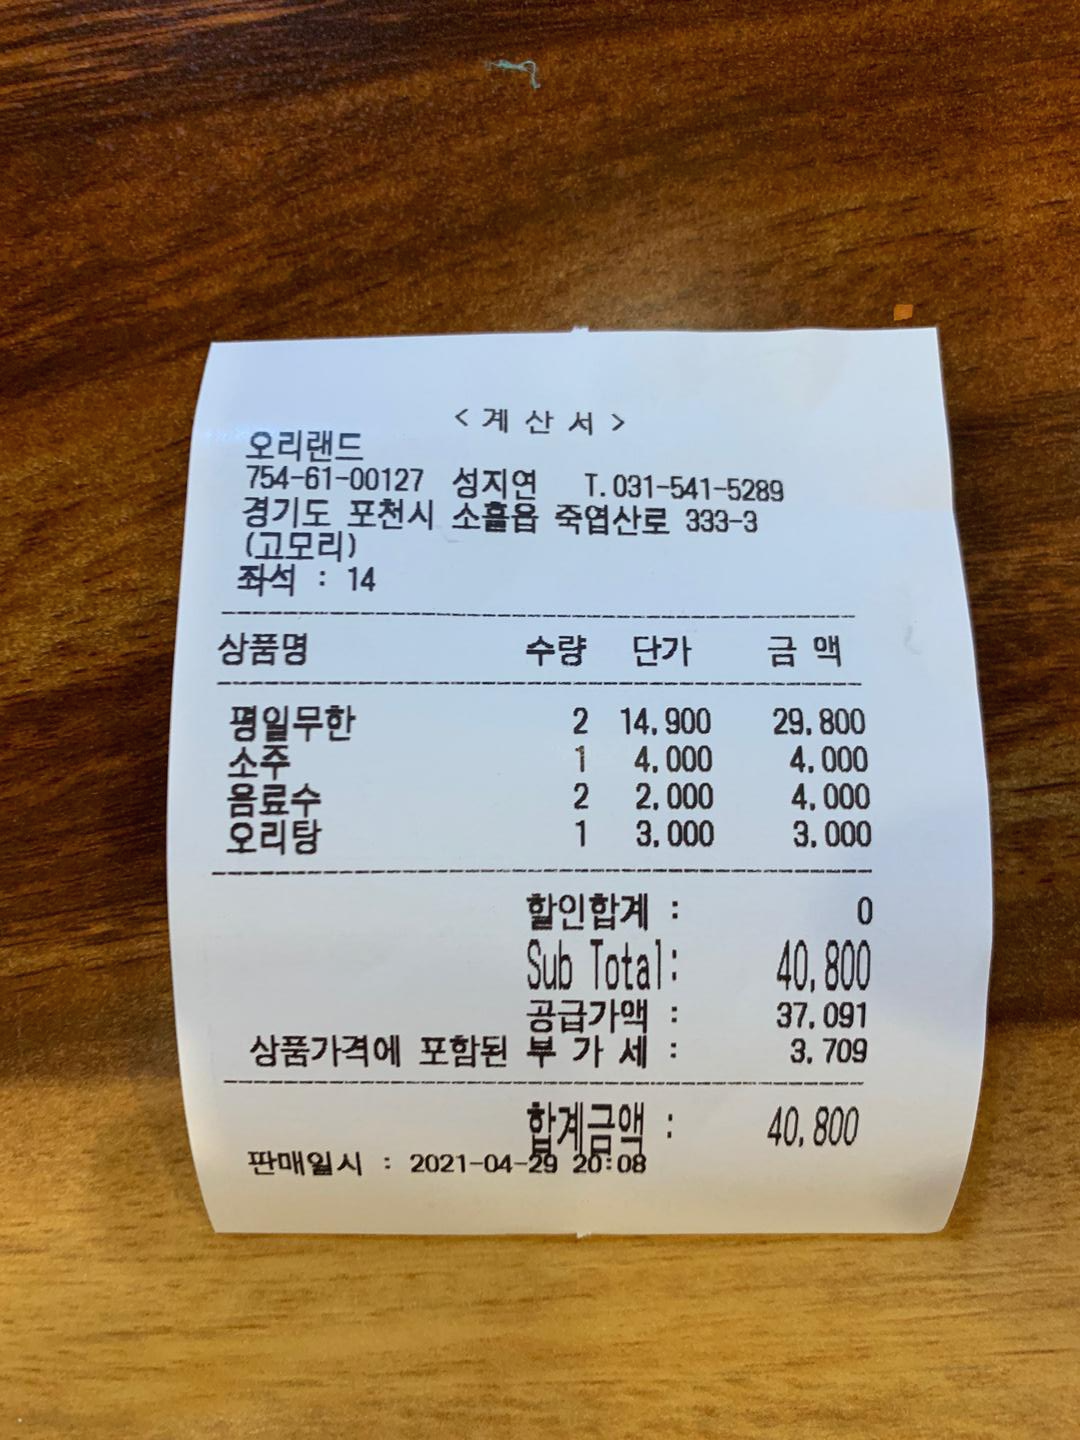 <계산서>
오리랜드
754-61-00127 성지연 T.031-541-5289
경기도 포천시 소흘읍 죽엽산로 333-3
(고모리)
좌석 : 14
상품명 수량 단가 금 액
평일무한 2 14,900 29,800
소주 1 4,000 4,000
음료수 2 2,000 4,000
오리탕 1 3,000 3,000
할인합계 : 0
Sub Total: 40,800
공급가액 : 37,091
상품가격에 포함된 부 가 세 : 3,709
합계금액 : 40,800
판매일시 : 2021-04-29 20:08